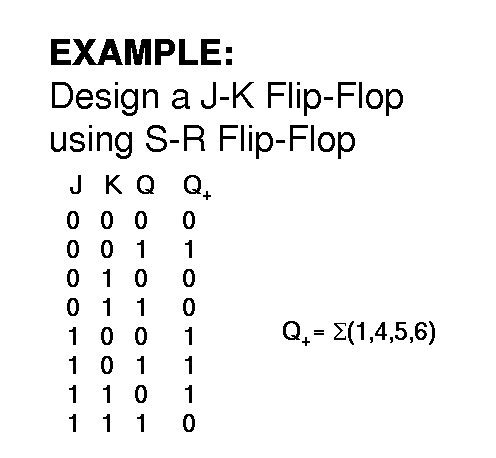 EXAMPLE:
Design a J-K Flip-Flop
using S-R Flip-Flop
J K Q Q+
0 0 0 0
0 0 1 1
0 1 0 0
0 1 1 0
1 0 0 1
1 0 1 1
1 1 0 1
1 1 1 0
Q+= Σ(1,4,5,6)